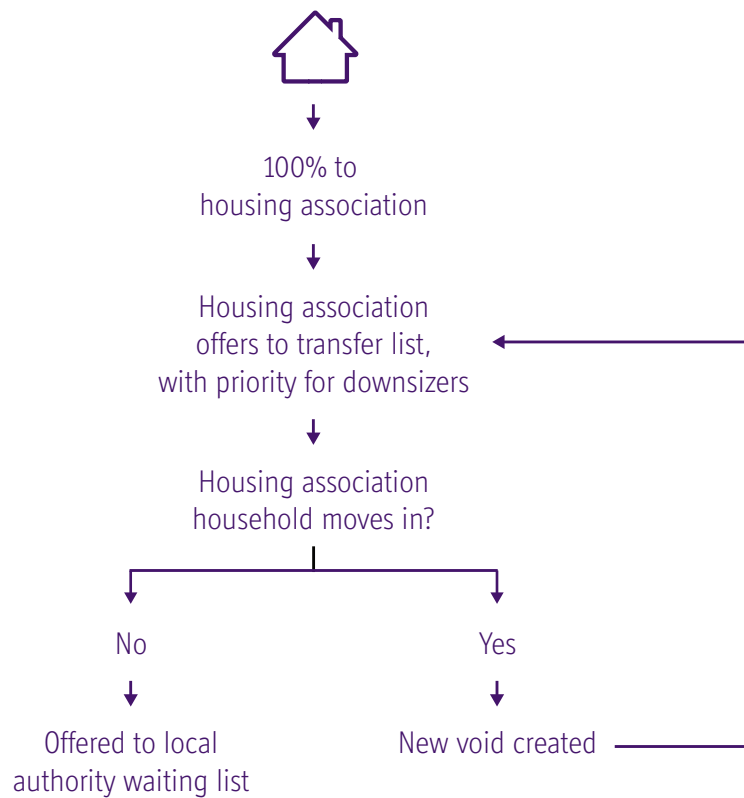 100% to
housing association
Housing association
offers to transfer list,
with priority for downsizers
Housing association
household moves in?
No
Yes
Offered to local
authority waiting list
New void created